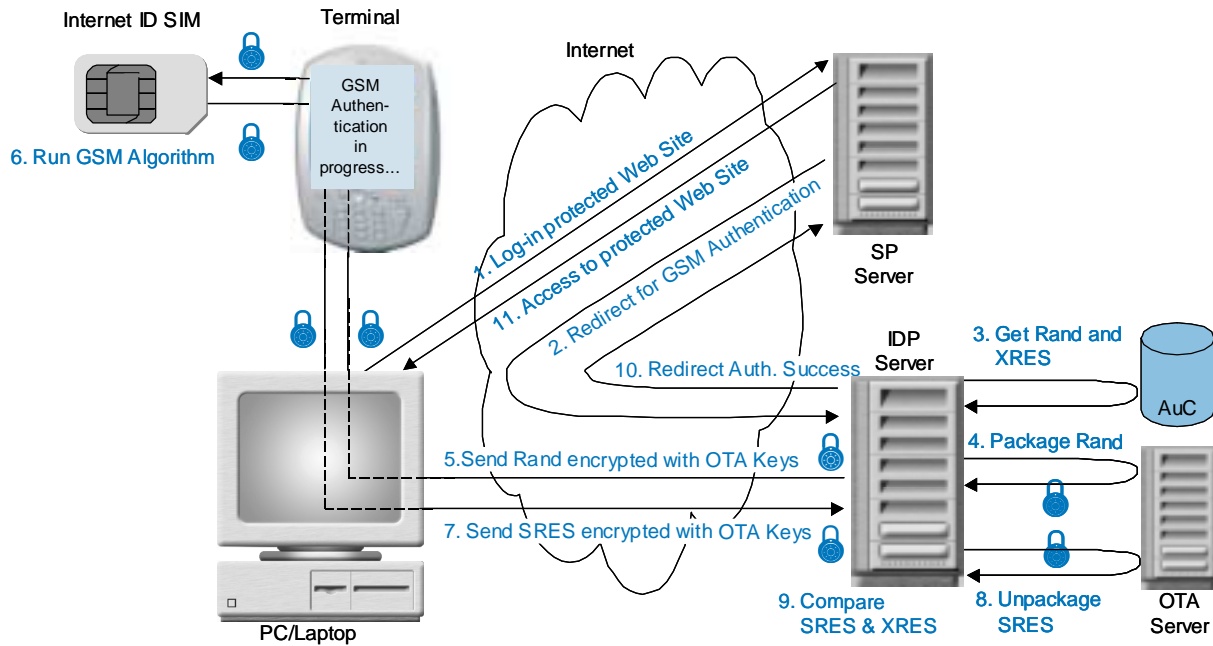 Internet ID SIM
Terminal
Internet
GSM
Authen-
tication
in
progress...
6. Run GSM Algorithm
1. Log-in protected Web Site
11. Access to protected Web Site
2. Redirect for GSM Authentication
SP
Server
10. Redirect Auth. Success
IDP
Server
3. Get Rand and
XRES
AuC
4. Package Rand
5.Send Rand encrypted with OTA Keys
7. Send SRES encrypted with OTA Keys
9. Compare
SRES & XRES
8. Unpackage
SRES
OTA
Server
PC/Laptop